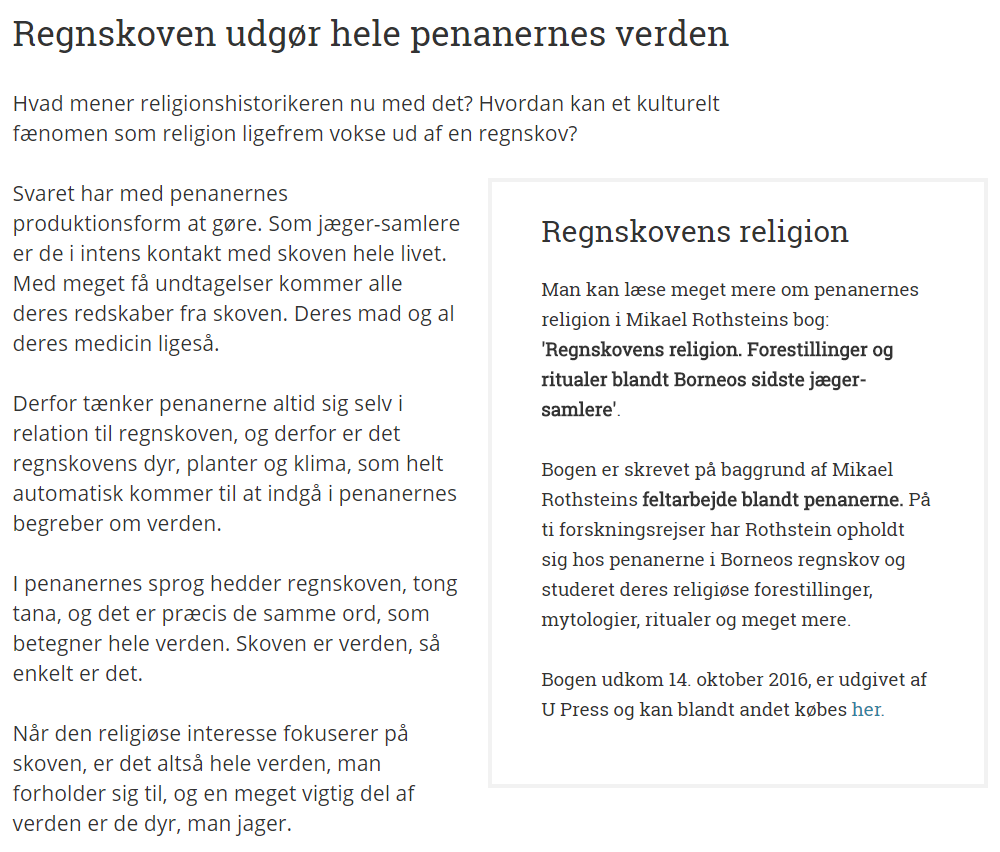 Regnskoven udgør hele penanernes verden
Hvad mener religionshistorikeren nu med det? Hvordan kan et kulturelt
fænomen som religion ligefrem vokse ud af en regnskov?
Svaret har med penanernes
produktionsform at gøre. Som jæger-samlere
er de i intens kontakt med skoven hele livet.
Med meget få undtagelser kommer alle
deres redskaber fra skoven. Deres mad og al
deres medicin ligeså.
Derfor tænker penanerne altid sig selv i
relation til regnskoven, og derfor er det
regnskovens dyr, planter og klima, som helt
automatisk kommer til at indgå i penanernes
begreber om verden.
I penanernes sprog hedder regnskoven, tong
tana, og det er præcis de samme ord, som
betegner hele verden. Skoven er verden, så
enkelt er det.
Når den religiøse interesse fokuserer på
skoven, er det altså hele verden, man
forholder sig til, og en meget vigtig del af
verden er de dyr, man jager.
Regnskovens religion
Man kan læse meget mere om penanernes
religion i Mikael Rothsteins bog:
'Regnskovens religion. Forestillinger og
ritualer blandt Borneos sidste jæger-
samlere'.
Bogen er skrevet på baggrund af Mikael
Rothsteins feltarbejde blandt penanerne. På
ti forskningsrejser har Rothstein opholdt
sig hos penanerne i Borneos regnskov og
studeret deres religiøse forestillinger,
mytologier, ritualer og meget mere.
Bogen udkom 14. oktober 2016, er udgivet af
U Press og kan blandt andet købes her.